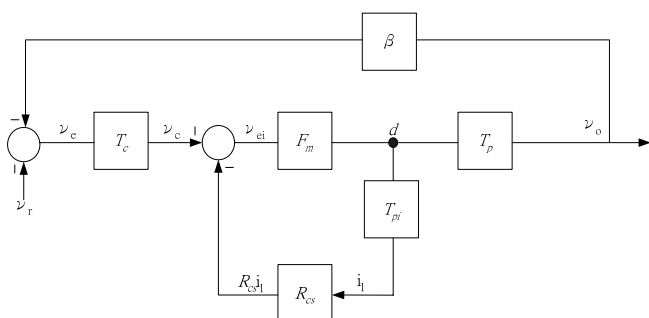 β
−
ν_e
T_c
ν_c
ı
ν_ei
F_m
d
T_p
ν_o
−
ı
ν_r
T_pi
R_cs i_l
R_cs
i_l